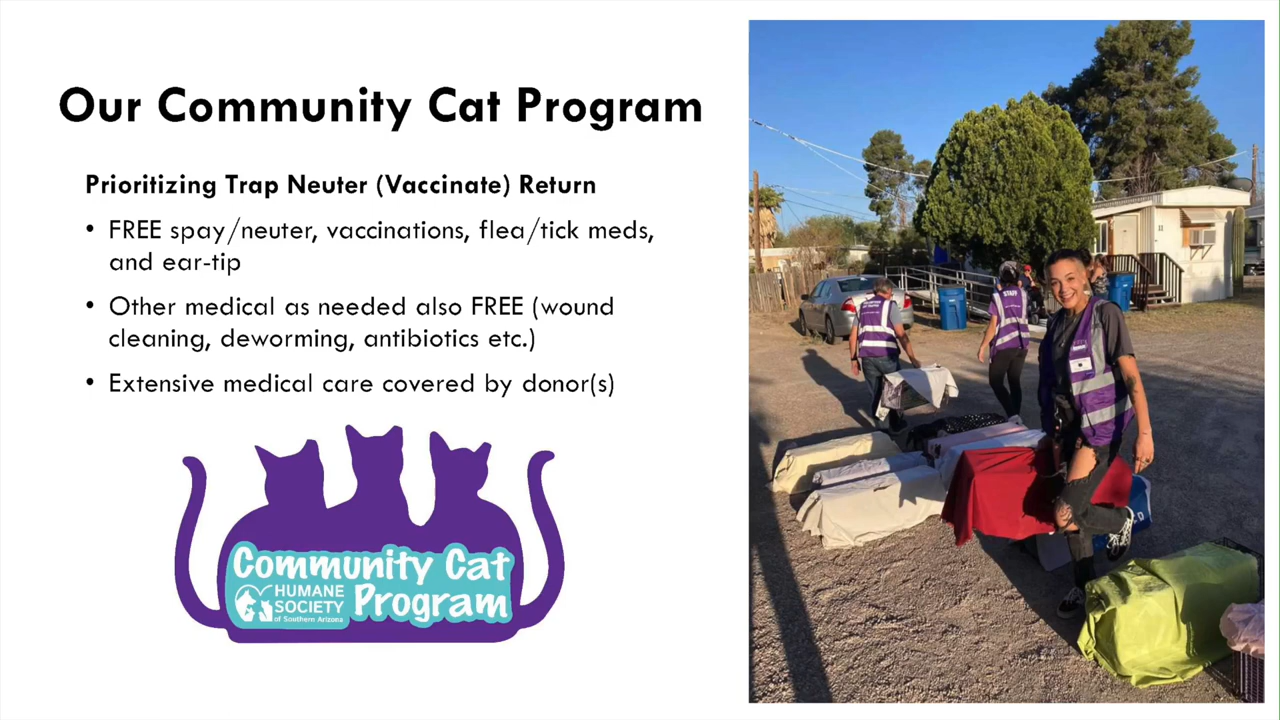 Our Community Cat Program
Prioritizing Trap Neuter (Vaccinate) Return
• FREE spay/neuter, vaccinations, flea/tick meds,
and ear-tip
• Other medical as needed also FREE (wound
cleaning, deworming, antibiotics etc.)
• Extensive medical care covered by donor(s)
Community Cat
Program
HUMANE
SOCIETY
of Southern Arizona
STAFF
11